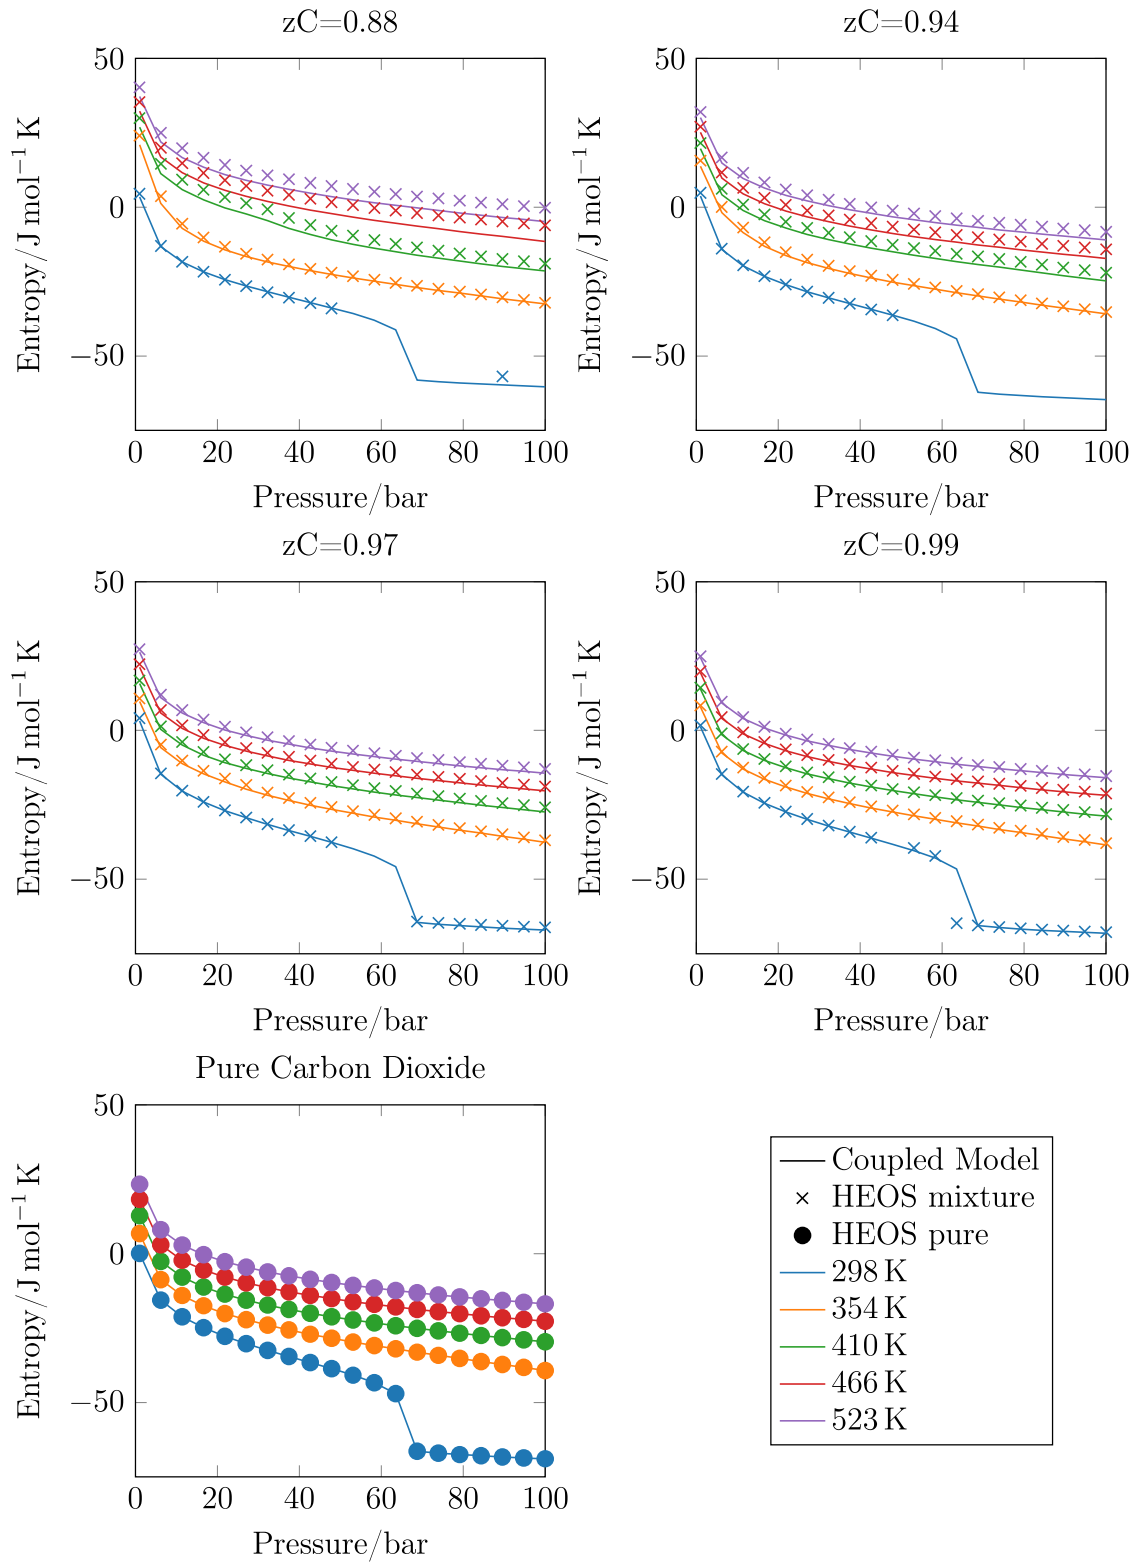 zC=0.88
zC=0.94
50
0
−50
Entropy/J mol⁻¹ K
0 20 40 60 80 100
Pressure/bar
50
0
−50
Entropy/J mol⁻¹ K
0 20 40 60 80 100
Pressure/bar
zC=0.97
zC=0.99
50
0
−50
Entropy/J mol⁻¹ K
0 20 40 60 80 100
Pressure/bar
50
0
−50
Entropy/J mol⁻¹ K
0 20 40 60 80 100
Pressure/bar
Pure Carbon Dioxide
50
0
−50
Entropy/J mol⁻¹ K
0 20 40 60 80 100
Pressure/bar
Coupled Model
HEOS mixture
HEOS pure
298 K
354 K
410 K
466 K
523 K